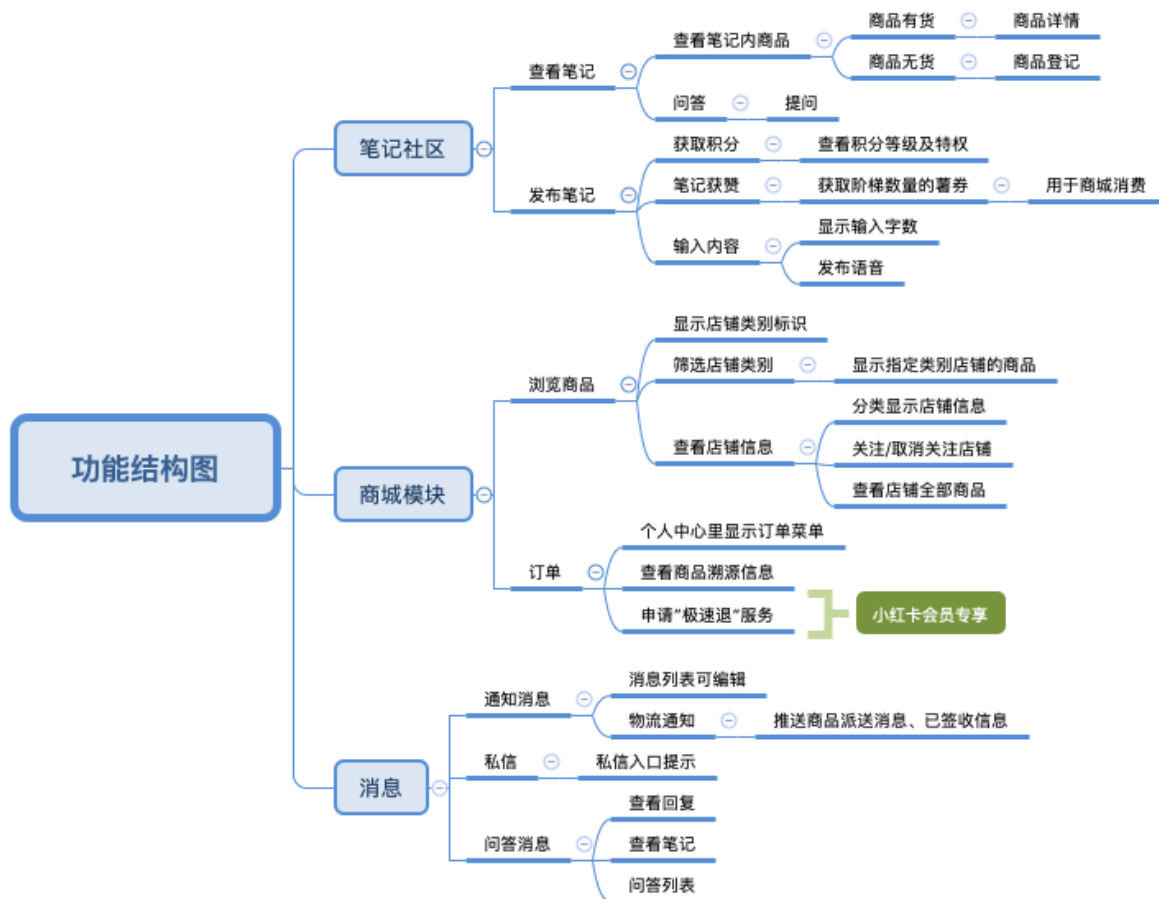 功能结构图
笔记社区
查看笔记
查看笔记内商品
商品有货
商品详情
商品无货
商品登记
问答
提问
发布笔记
获取积分
查看积分等级及特权
笔记获赞
获取阶梯数量的薯券
用于商城消费
输入内容
显示输入字数
发布语音
商城模块
浏览商品
显示店铺类别标识
筛选店铺类别
显示指定类别店铺的商品
查看店铺信息
分类显示店铺信息
关注/取消关注店铺
查看店铺全部商品
订单
个人中心里显示订单菜单
查看商品溯源信息
申请"极速退"服务
小红卡会员专享
消息
通知消息
消息列表可编辑
物流通知
推送商品派送消息、已签收信息
私信
私信入口提示
问答消息
查看回复
查看笔记
问答列表